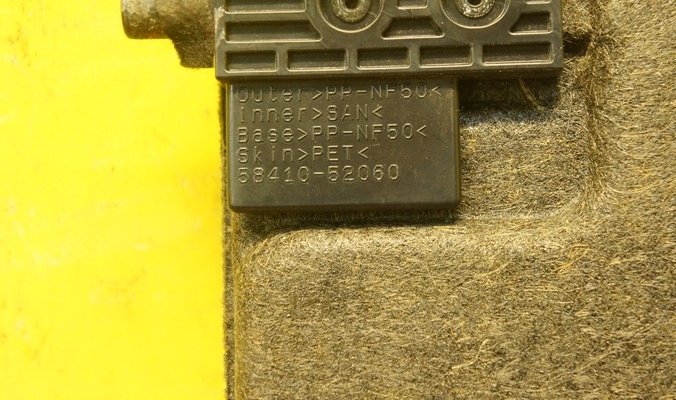 Outer>PP-NF50<
Inner>SAN<
Base>PP-NF50<
Skin>PET<
58410-52060